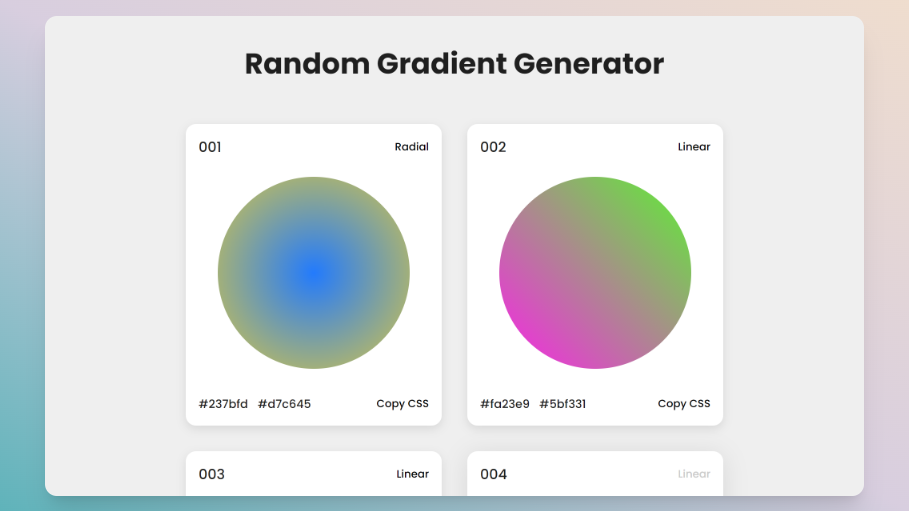 Random Gradient Generator
001 Radial
002 Linear
#237bfd #d7c645 Copy CSS
#fa23e9 #5bf331 Copy CSS
003 Linear
004 Linear